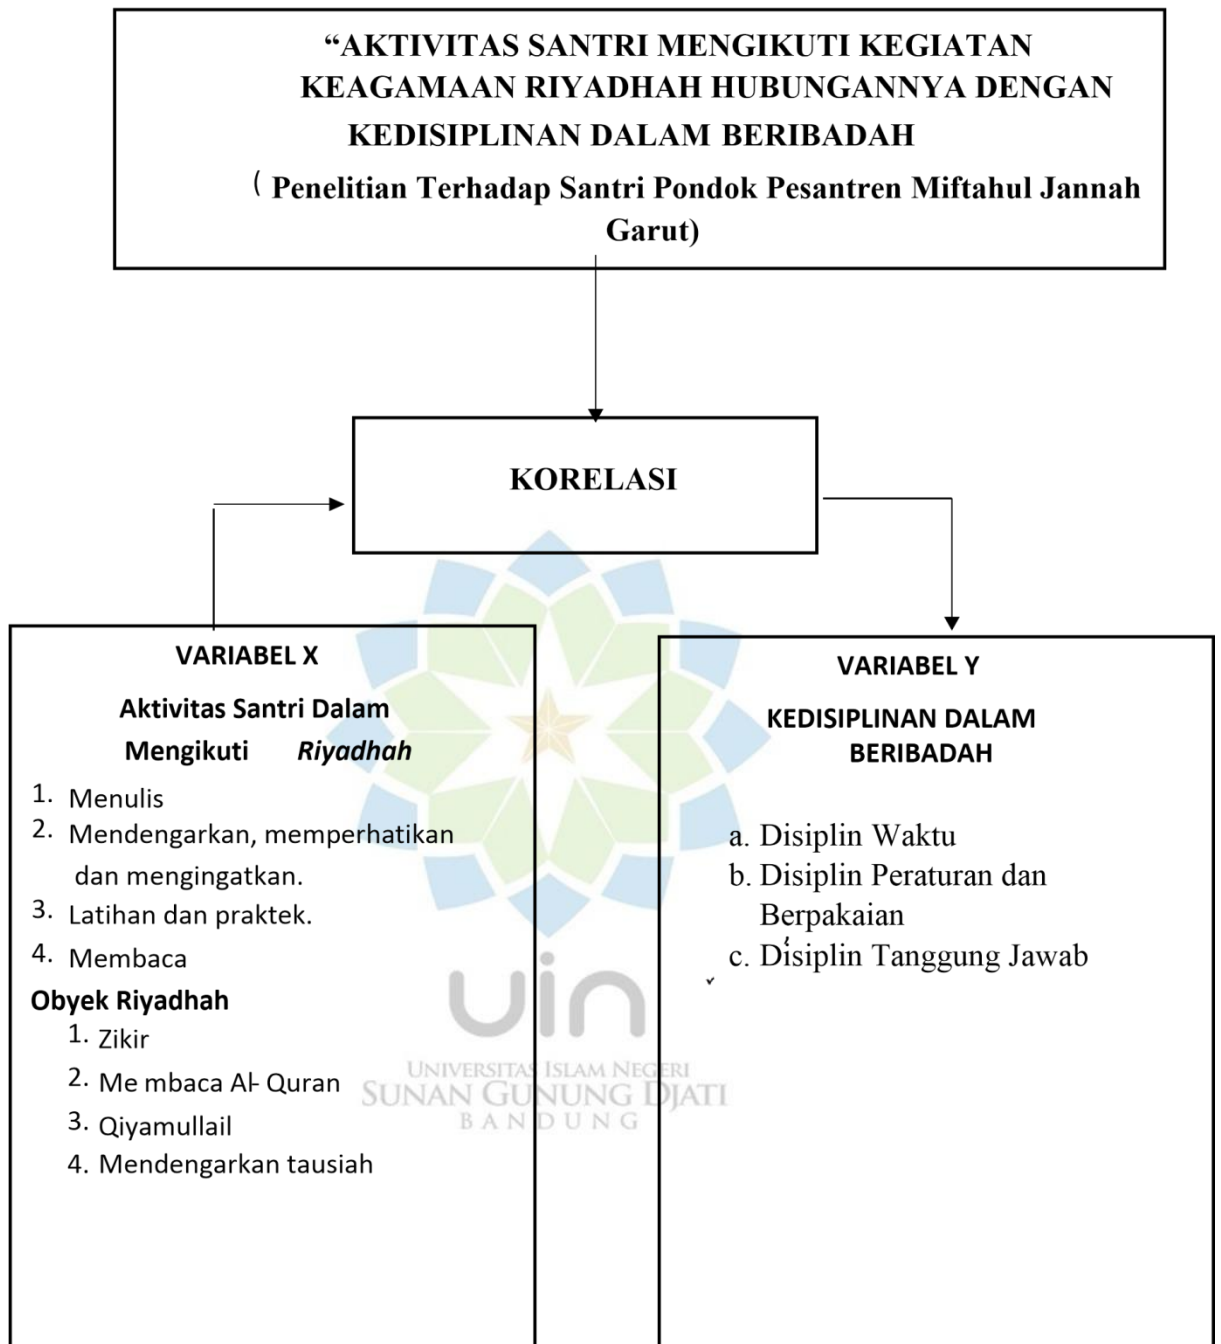 “AKTIVITAS SANTRI MENGIKUTI KEGIATAN
KEAGAMAAN RIYADHAH HUBUNGANNYA DENGAN
KEDISIPLINAN DALAM BERIBADAH
( Penelitian Terhadap Santri Pondok Pesantren Miftahul Jannah
Garut)
KORELASI
VARIABEL X
Aktivitas Santri Dalam
Mengikuti Riyadhah
1. Menulis
2. Mendengarkan, memperhatikan
dan mengingatkan.
3. Latihan dan praktek.
4. Membaca
Obyek Riyadhah
1. Zikir
2. Me mbaca Al- Quran
3. Qiyamullail
4. Mendengarkan tausiah
VARIABEL Y
KEDISIPLINAN DALAM
BERIBADAH
a. Disiplin Waktu
b. Disiplin Peraturan dan
Berpakaian
c. Disiplin Tanggung Jawab
uin
UNIVERSITAS ISLAM NEGERI
SUNAN GUNUNG DJATI
BANDUNG